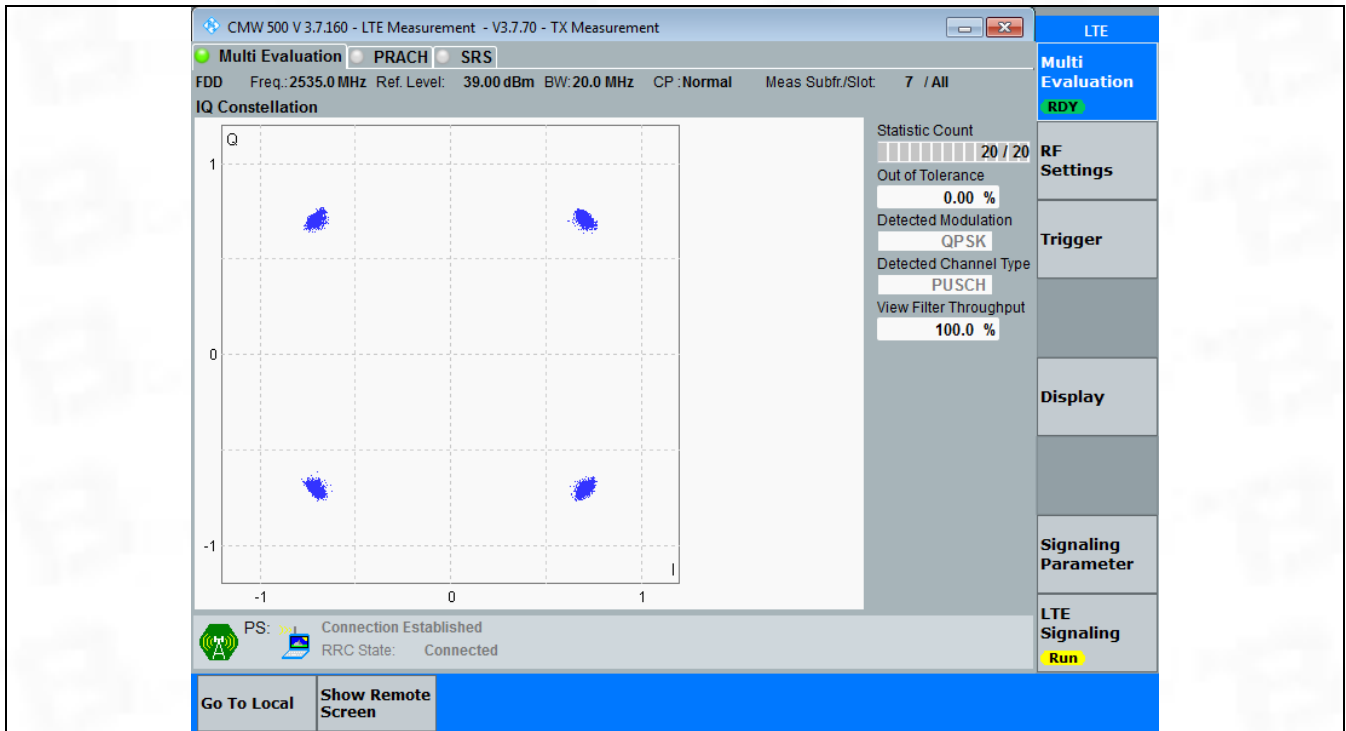 CMW 500 V 3.7.160 - LTE Measurement - V3.7.70 - TX Measurement
LTE
Multi Evaluation PRACH SRS
FDD Freq.: 2535.0 MHz Ref. Level: 39.00 dBm BW: 20.0 MHz CP : Normal Meas Subfr./Slot: 7 / All
IQ Constellation
Q
1
0
-1
-1 0 1
I
Statistic Count
20 / 20
Out of Tolerance
0.00 %
Detected Modulation
QPSK
Detected Channel Type
PUSCH
View Filter Throughput
100.0 %
Multi
Evaluation
RDY
RF
Settings
Trigger
Display
Signaling
Parameter
LTE
Signaling
Run
PS: Connection Established
RRC State: Connected
Go To Local
Show Remote
Screen